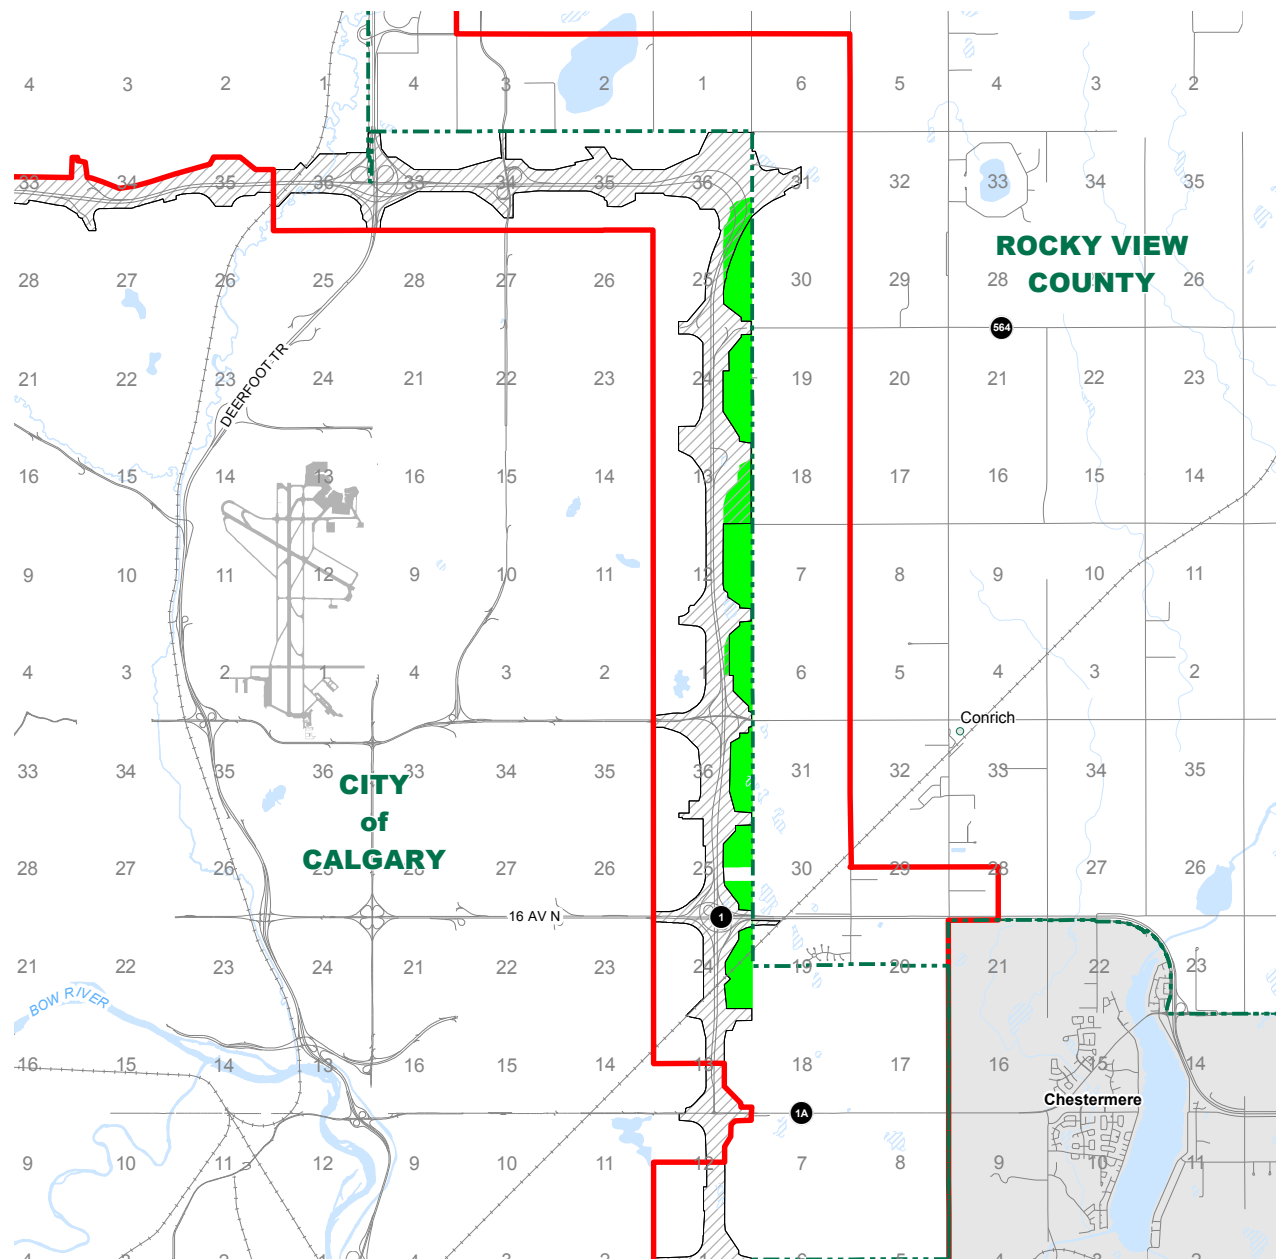 4 3 2 1 4 3 2 1 6 5 4 3 2
33 34 35 36 33 34 35 36 31 32 33 34 35
ROCKY VIEW
COUNTY
28 27 26 25 28 27 26 25 30 29 28 26
564
DEERFOOT TR
21 22 23 24 21 22 23 24 19 20 21 22 23
16 15 14 13 16 15 14 13 18 17 16 15 14
9 10 11 12 9 10 11 12 7 8 9 10 11
4 3 2 1 4 3 2 1 6 5 4 3 2
Conrich
33 34 35 36 33 34 35 36 31 32 33 34 35
CITY
of
CALGARY
28 27 26 25 28 27 26 25 30 29 28 27 26
16 AV N
1
21 22 23 24 21 22 23 24 19 20 21 22 23
BOW RIVER
16 15 14 13 16 15 14 13 18 17 16 15 14
Chestermere
1A
9 10 11 12 9 10 11 12 7 8 9 10 11